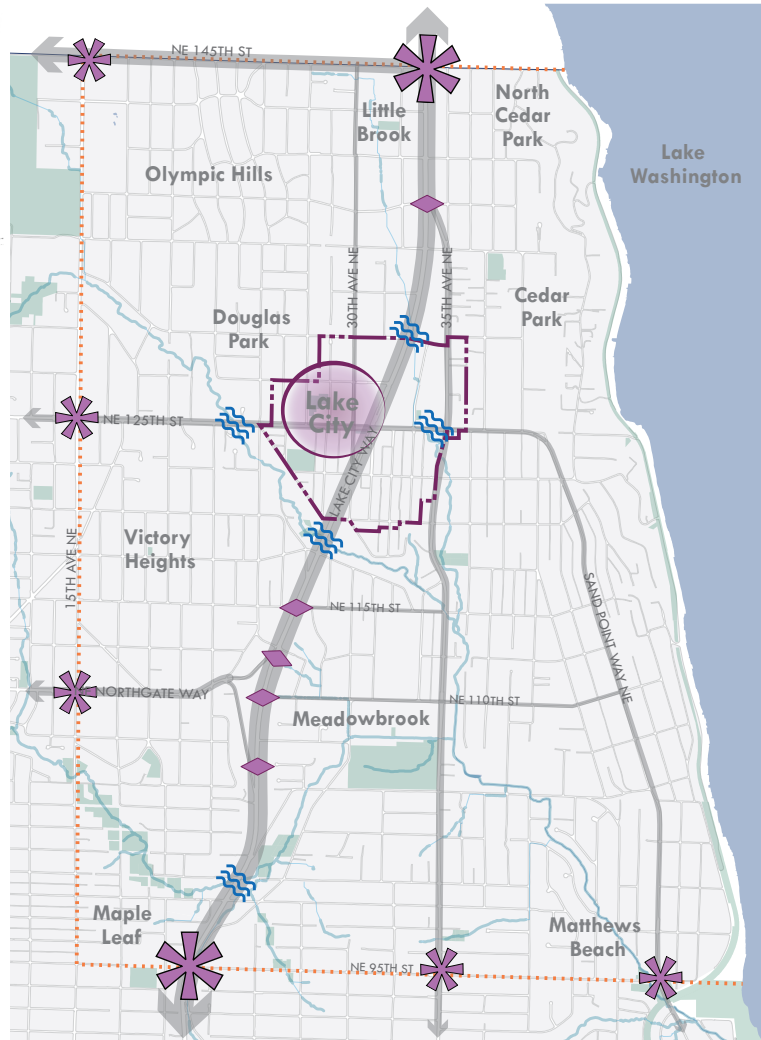 NE 145TH ST
Little
Brook
North
Cedar
Park
Lake
Washington
Olympic Hills
30TH AVE NE
35TH AVE NE
Cedar
Park
Douglas
Park
Lake
City
NE 125TH ST
LAKE CITY WAY
Victory
Heights
15TH AVE NE
SAND POINT WAY NE
NE 115TH ST
NORTHGATE WAY
NE 110TH ST
Meadowbrook
Maple
Leaf
Matthews
Beach
NE 95TH ST